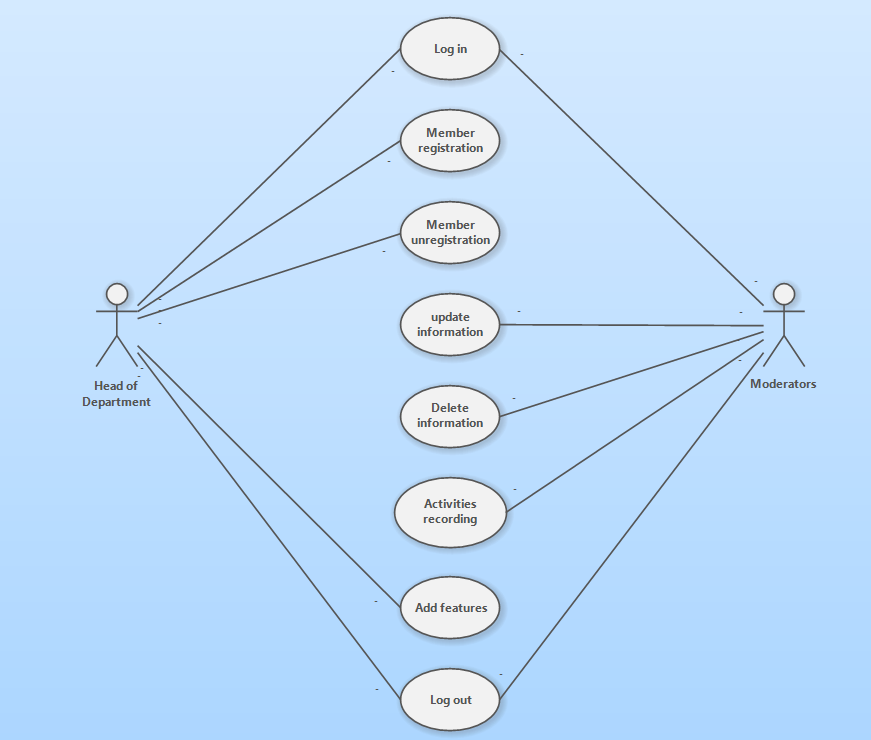 Log in
Member
registration
Member
unregistration
update
information
Head of
Department
Moderators
Delete
information
Activities
recording
Add features
Log out